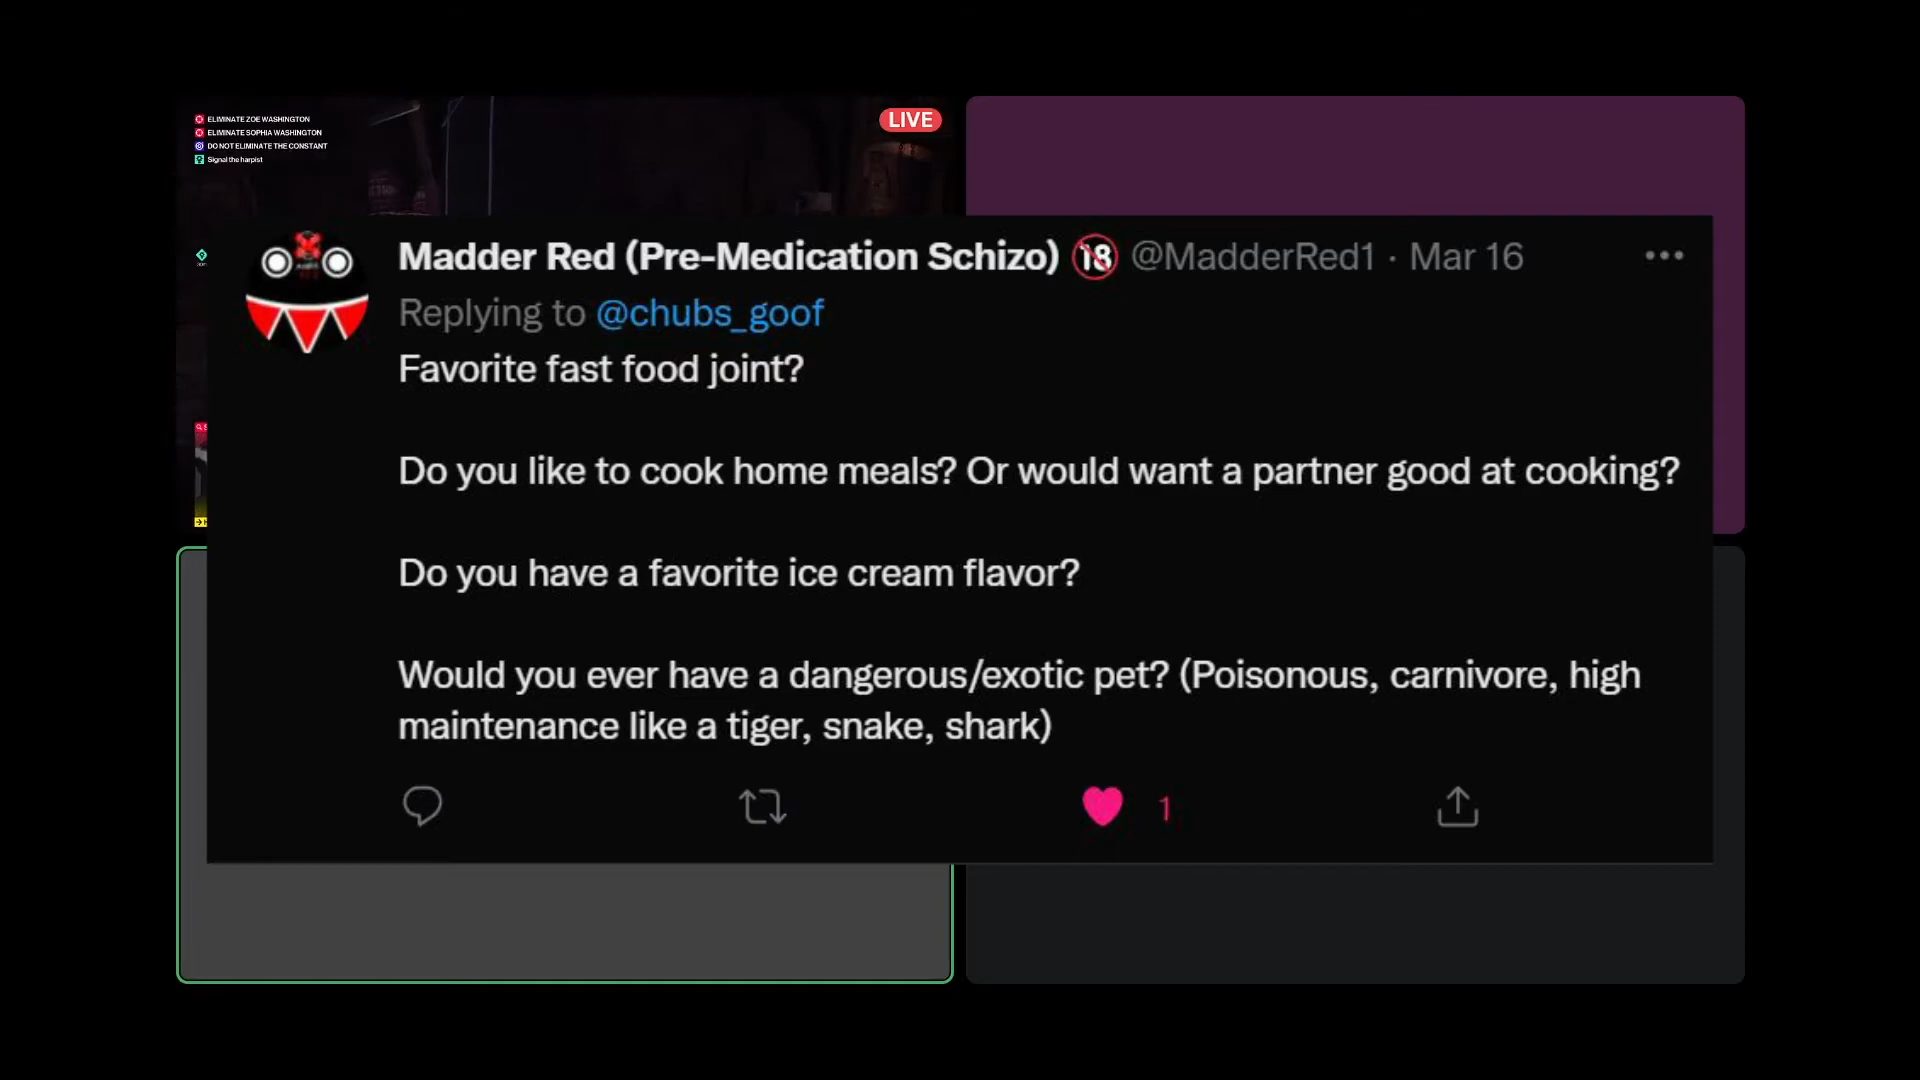 ELIMINATE ZOE WASHINGTON
ELIMINATE SOPHIA WASHINGTON
DO NOT ELIMINATE THE CONSTANT
Signal the harpist
LIVE
Madder Red (Pre-Medication Schizo) 🔞 @MadderRed1 · Mar 16
Replying to @chubs_goof
Favorite fast food joint?
Do you like to cook home meals? Or would want a partner good at cooking?
Do you have a favorite ice cream flavor?
Would you ever have a dangerous/exotic pet? (Poisonous, carnivore, high
maintenance like a tiger, snake, shark)
1